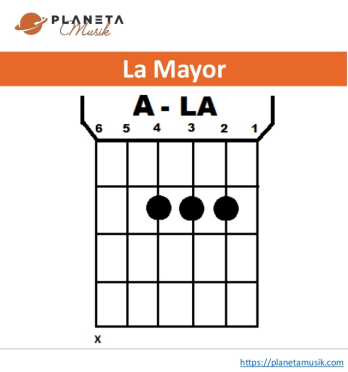 PLANETA
Musik
La Mayor
A - LA
6 5 4 3 2 1
x
https://planetamusik.com